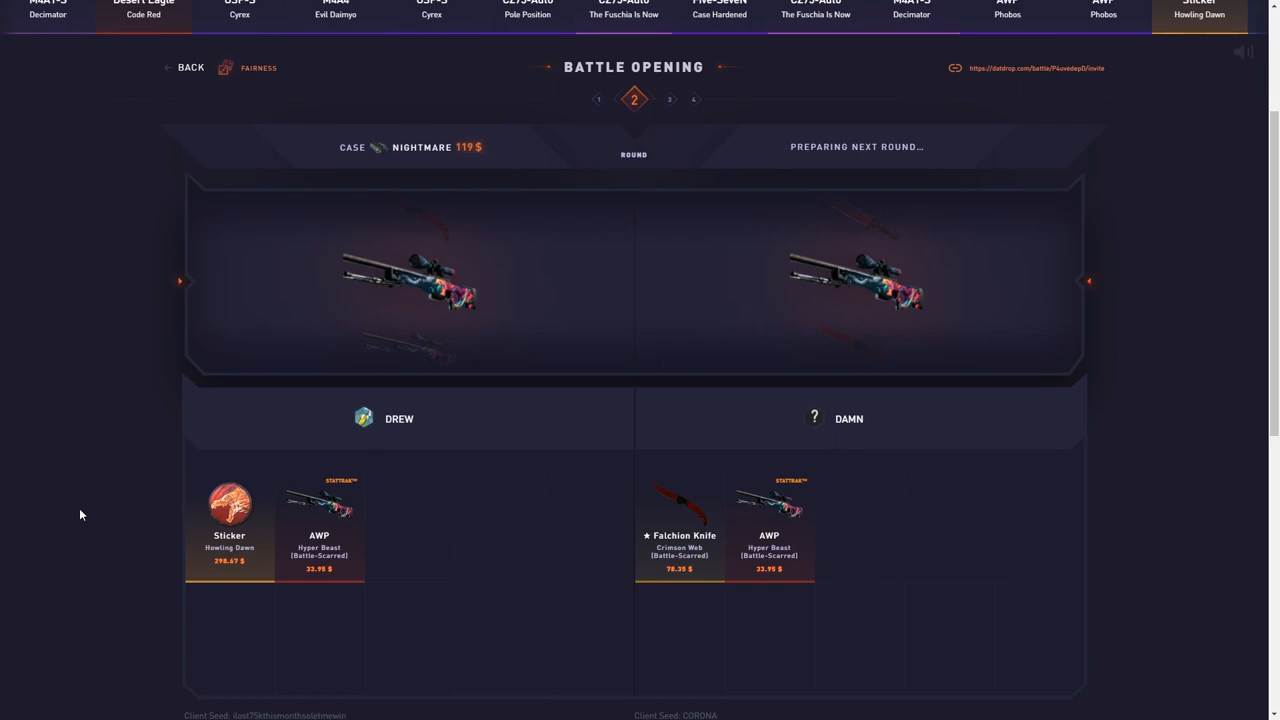 M4A1-S Desert Eagle USP-S M4A4 USP-S CZ75-Auto CZ75-Auto Five-SeveN CZ75-Auto M4A1-S AWP AWP Sticker
Decimator Code Red Cyrex Evil Daimyo Cyrex Pole Position The Fuschia Is Now Case Hardened The Fuschia Is Now Decimator Phobos Phobos Howling Dawn
← BACK FAIRNESS
BATTLE OPENING
https://datdrop.com/battle/P4uvedepD/invite
1 2 3 4
CASE NIGHTMARE 119 $
ROUND
PREPARING NEXT ROUND...
DREW
? DAMN
STATTRAK™
STATTRAK™
Sticker
Howling Dawn
298.67 $
AWP
Hyper Beast
[Battle-Scarred]
33.95 $
★ Falchion Knife
Crimson Web
[Battle-Scarred]
78.35 $
AWP
Hyper Beast
[Battle-Scarred]
33.95 $
Client Seed: ilost75kthismonthsoletmewin
Client Seed: CORONA